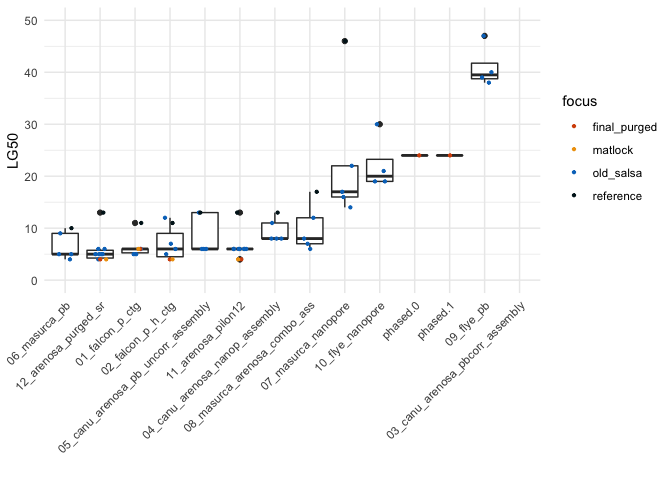 50
40
30
20
10
0
LG50
06_masurca_pb
12_arenosa_purged_sr
01_falcon_p_ctg
02_falcon_p_h_ctg
05_canu_arenosa_pb_uncorr_assembly
11_arenosa_pilon12
04_canu_arenosa_nanop_assembly
08_masurca_arenosa_combo_ass
07_masurca_nanopore
10_flye_nanopore
phased.0
phased.1
09_flye_pb
03_canu_arenosa_pbcorr_assembly
focus
final_purged
matlock
old_salsa
reference